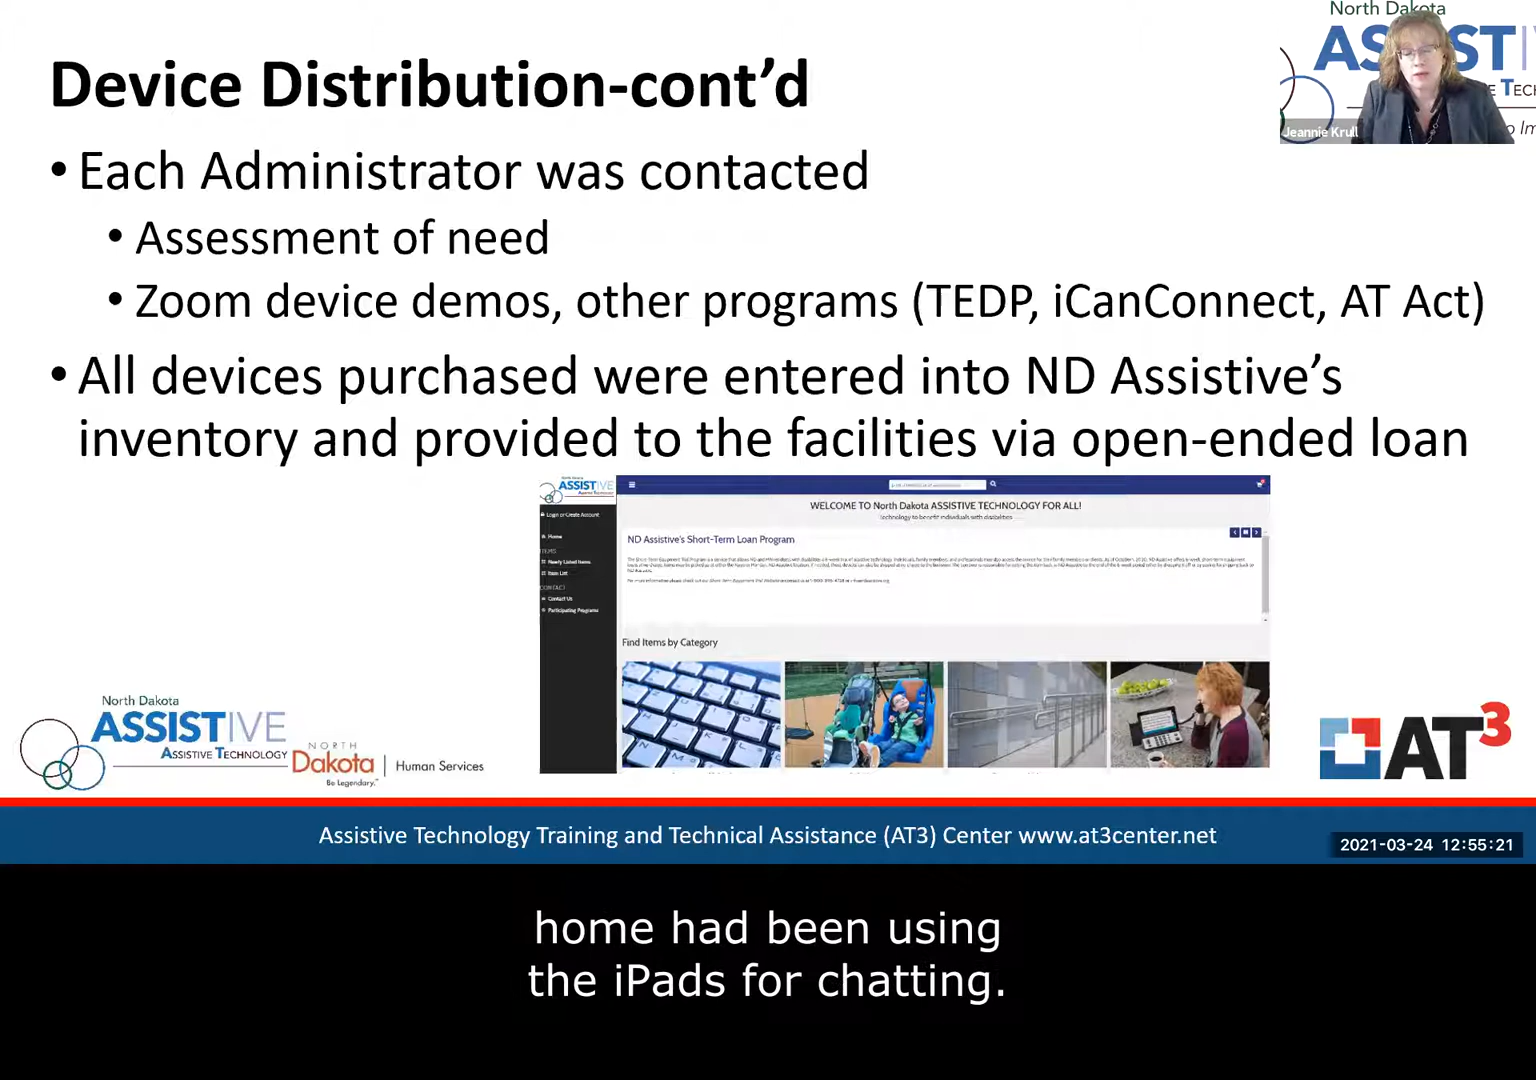 Device Distribution-cont’d
• Each Administrator was contacted
• Assessment of need
• Zoom device demos, other programs (TEDP, iCanConnect, AT Act)
• All devices purchased were entered into ND Assistive’s
inventory and provided to the facilities via open-ended loan
North Dakota
Jeannie Krull
ASSISTIVE
Login or Create Account
Home
ITEMS
Newly Listed Items
Item List
CONTACT
Contact Us
Participating Programs
WELCOME TO North Dakota ASSISTIVE TECHNOLOGY FOR ALL!
Technology to benefit individuals with disabilities
ND Assistive's Short-Term Loan Program
Find Items by Category
North Dakota
ASSISTIVE
ASSISTIVE TECHNOLOGY
NORTH
Dakota
Be Legendary.™
Human Services
AT3
Assistive Technology Training and Technical Assistance (AT3) Center www.at3center.net
2021-03-24 12:55:21
home had been using
the iPads for chatting.